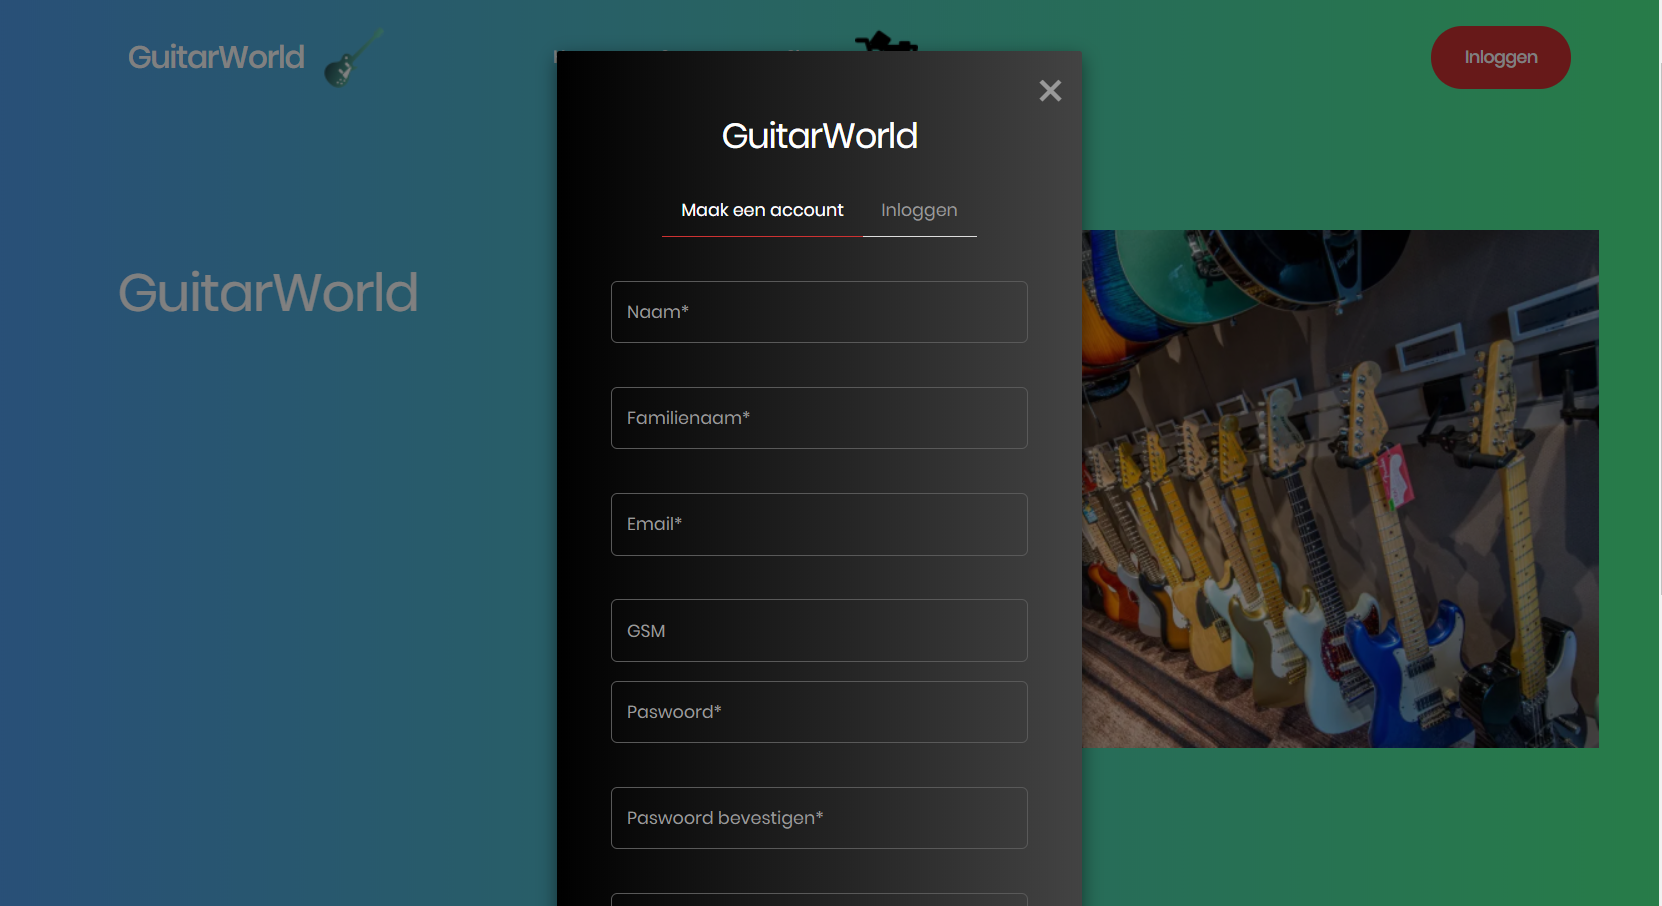 GuitarWorld
Inloggen
GuitarWorld
GuitarWorld
Maak een account
Inloggen
Naam*
Familienaam*
Email*
GSM
Paswoord*
Paswoord bevestigen*